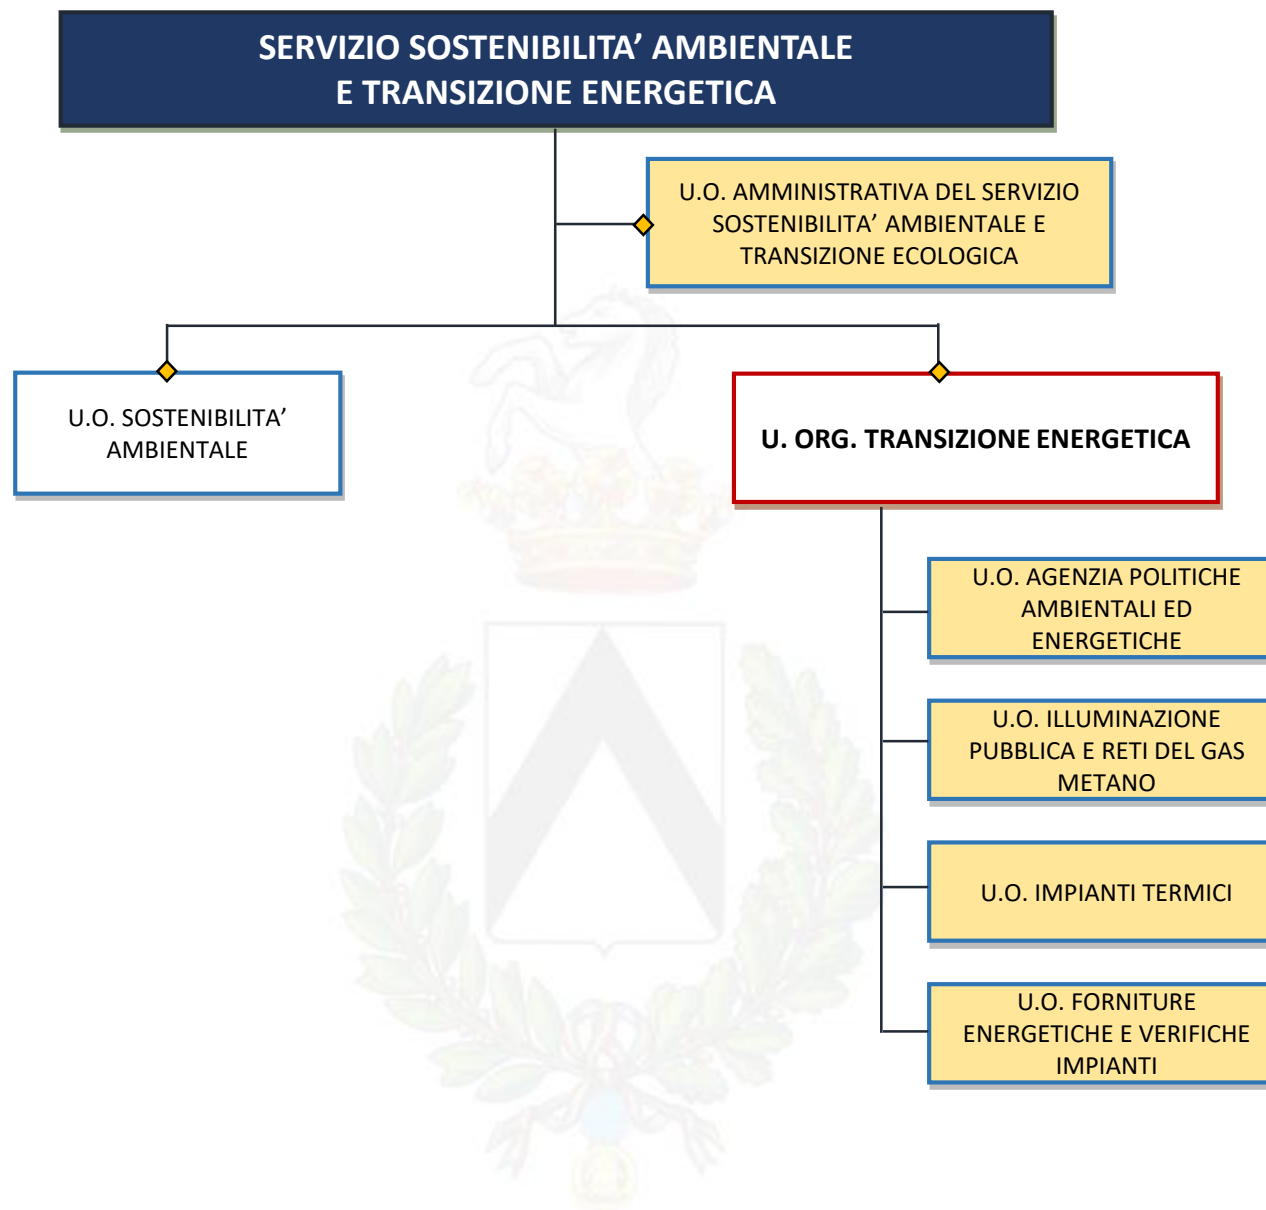 SERVIZIO SOSTENIBILITA’ AMBIENTALE
E TRANSIZIONE ENERGETICA
U.O. AMMINISTRATIVA DEL SERVIZIO
SOSTENIBILITA’ AMBIENTALE E
TRANSIZIONE ECOLOGICA
U.O. SOSTENIBILITA’
AMBIENTALE
U. ORG. TRANSIZIONE ENERGETICA
U.O. AGENZIA POLITICHE
AMBIENTALI ED
ENERGETICHE
U.O. ILLUMINAZIONE
PUBBLICA E RETI DEL GAS
METANO
U.O. IMPIANTI TERMICI
U.O. FORNITURE
ENERGETICHE E VERIFICHE
IMPIANTI